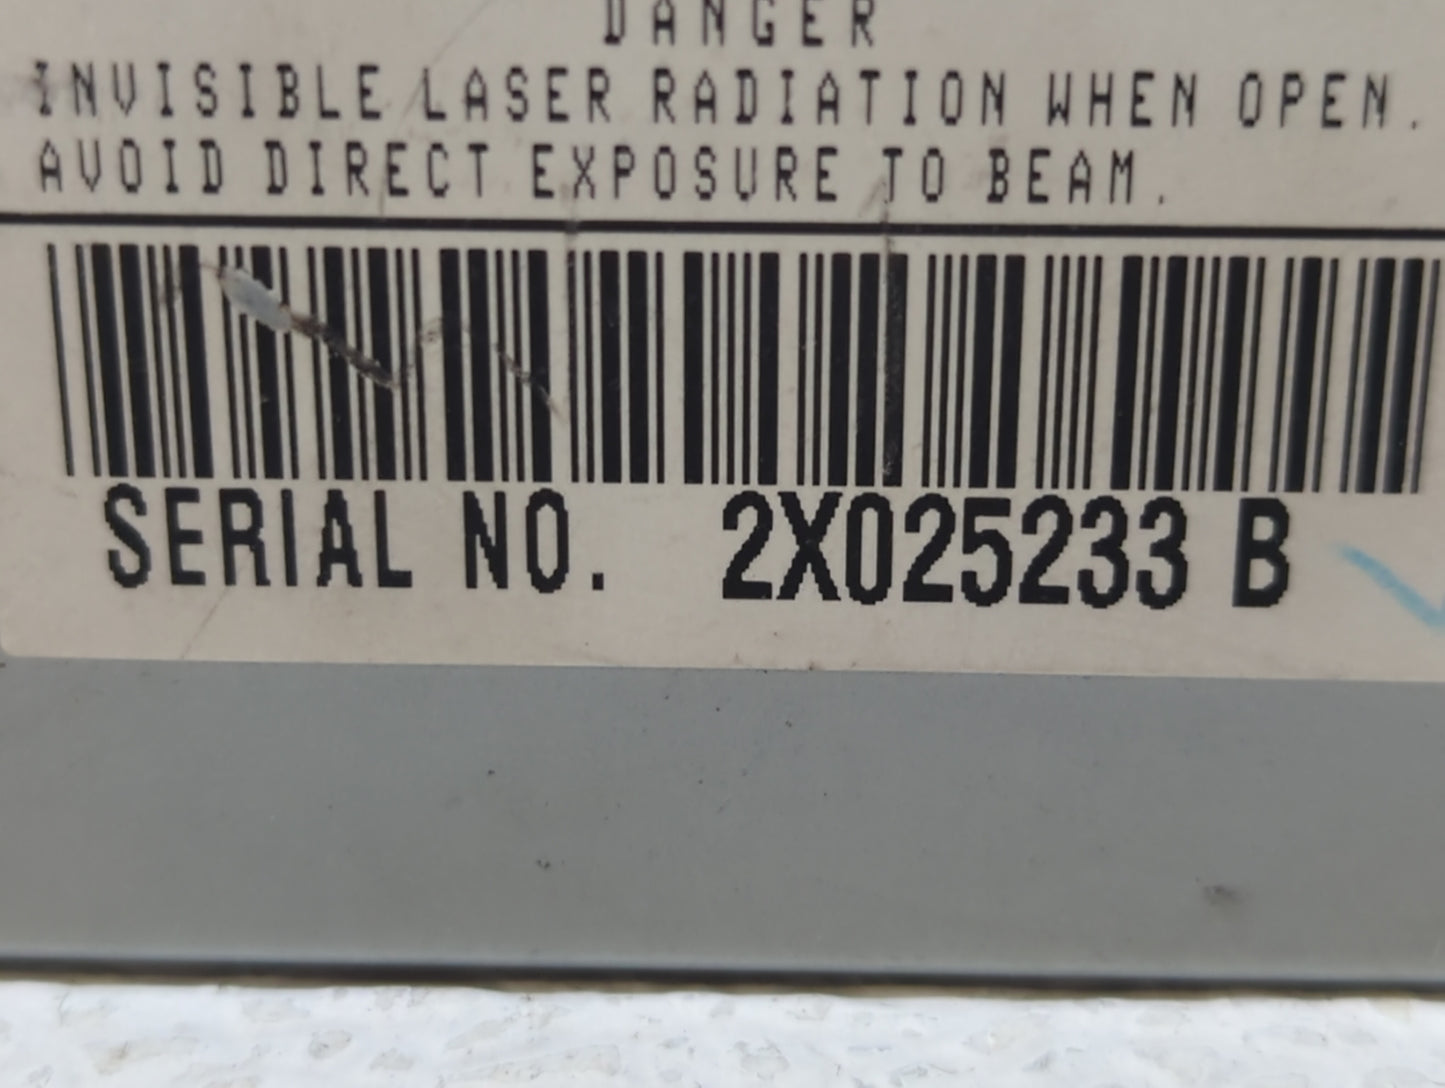 DANGER
INVISIBLE LASER RADIATION WHEN OPEN.
AVOID DIRECT EXPOSURE TO BEAM.
SERIAL NO. 2X025233 B